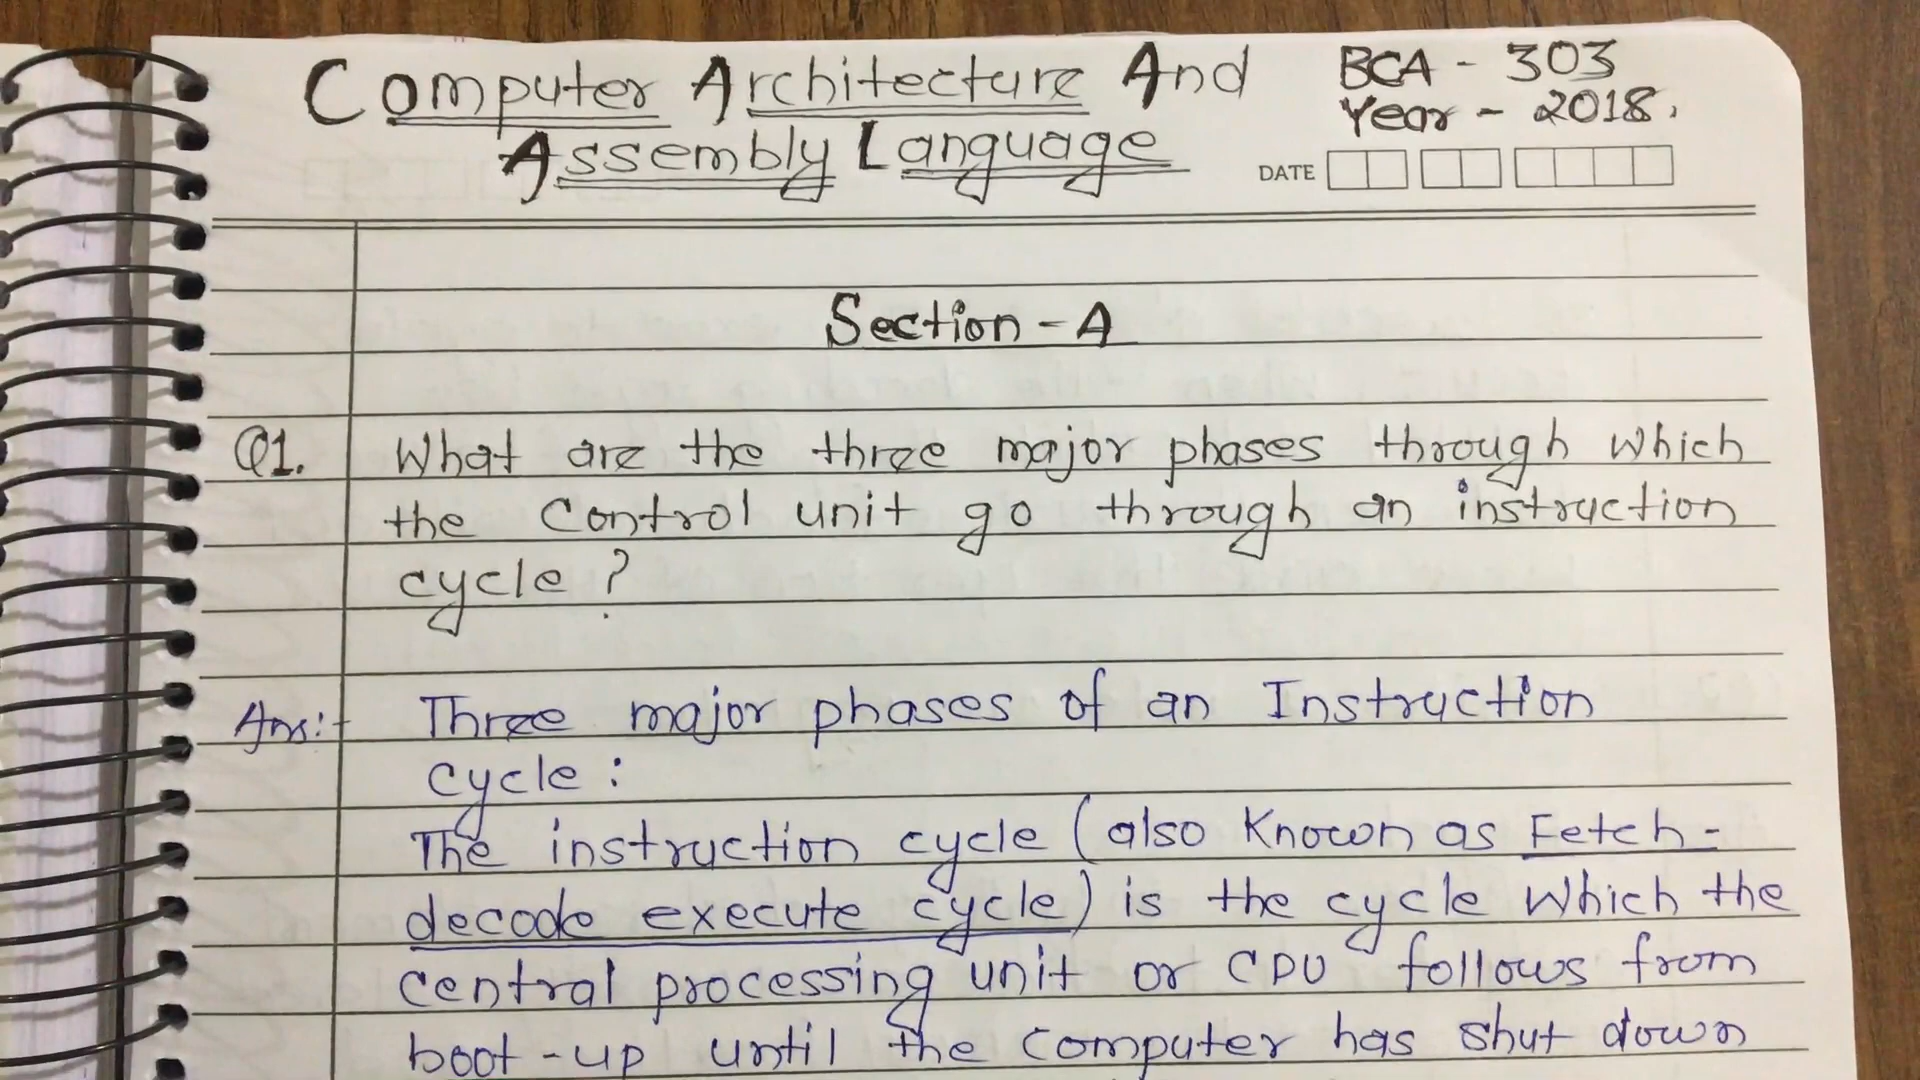 Computer Architecture And
Assembly Language
BCA - 303
Year - 2018.
DATE
Section - A
Q1. What are the three major phases through which
the Control unit go through an instruction
cycle ?
Ans:- Three major phases of an Instruction
cycle :
The instruction cycle (also known as Fetch-
decode execute cycle) is the cycle which the
central processing unit or CPU follows from
boot-up until the computer has shut down